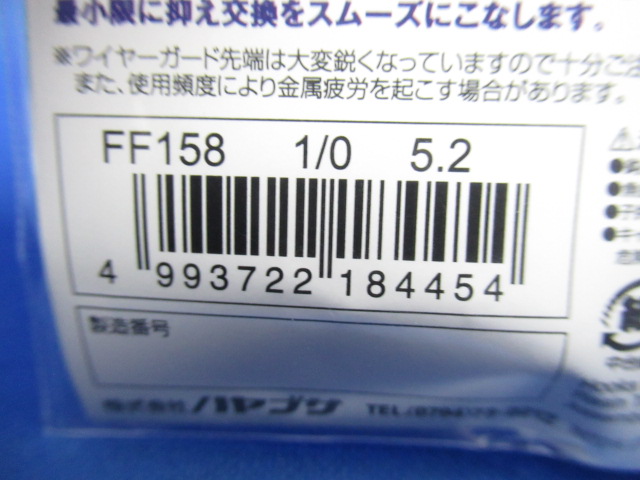 最小限に抑え交換をスムーズにこなします。
※ワイヤーガード先端は大変鋭くなっていますので十分ご注
また、使用頻度により金属疲労を起こす場合があります。
FF158 1/0 5.2
4 993722 184454
製造番号
株式会社 ハヤブサ TEL